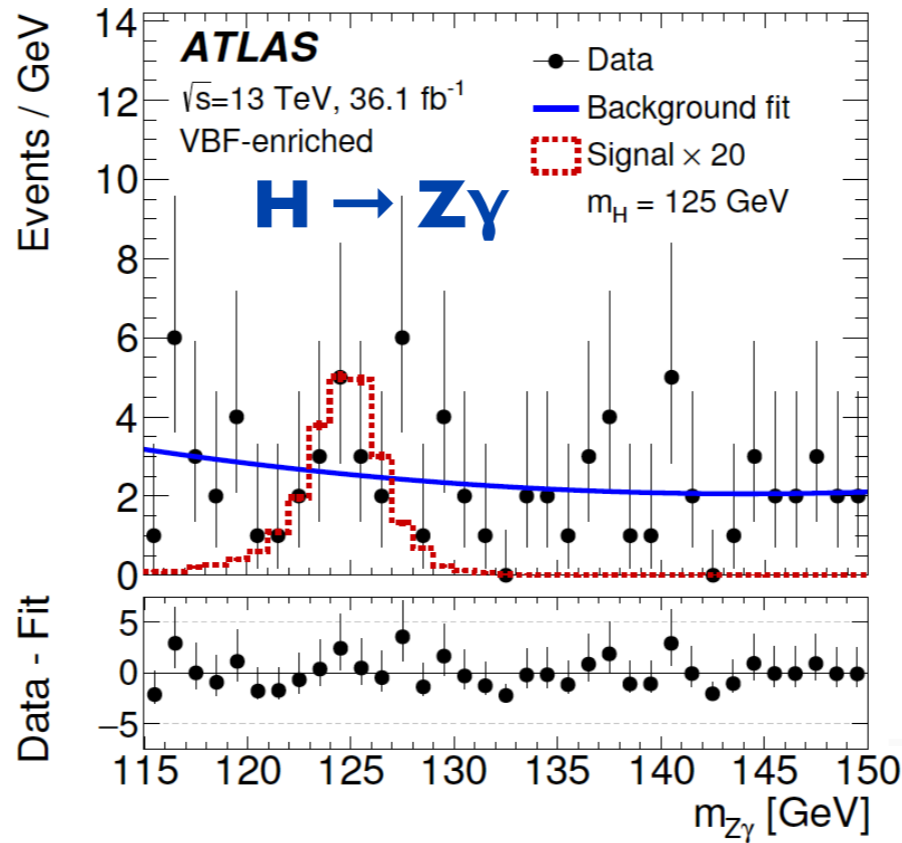 ATLAS
√s=13 TeV, 36.1 fb⁻¹
VBF-enriched
H → Zγ
Data
Background fit
Signal × 20
m_H = 125 GeV
Events / GeV
14
12
10
8
6
4
2
0
Data - Fit
5
0
−5
115 120 125 130 135 140 145 150
m_Zγ [GeV]